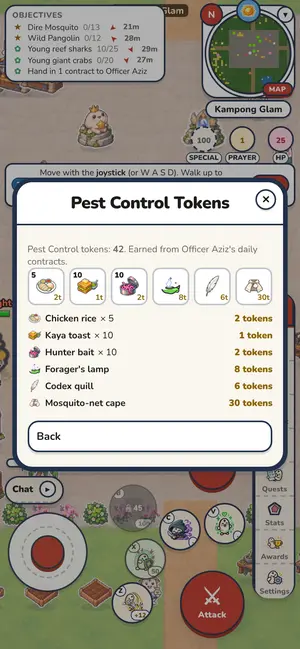 OBJECTIVES
Dire Mosquito 0/13 21m
Wild Pangolin 0/12 28m
Young reef sharks 10/25 29m
Young giant crabs 0/20 27m
Hand in 1 contract to Officer Aziz
Glam
N
MAP
Kampong Glam
100
1
25
SPECIAL
PRAYER
HP
Move with the joystick (or W A S D). Walk up to
Pest Control Tokens
Pest Control tokens: 42. Earned from Officer Aziz's daily
contracts.
5 2t
10 1t
10 2t
8t
6t
30t
Chicken rice × 5 2 tokens
Kaya toast × 10 1 token
Hunter bait × 10 2 tokens
Forager's lamp 8 tokens
Codex quill 6 tokens
Mosquito-net cape 30 tokens
Back
Chat
Quests
45
Stats
C
V
X
50
Awards
Z
+12
Attack
Settings